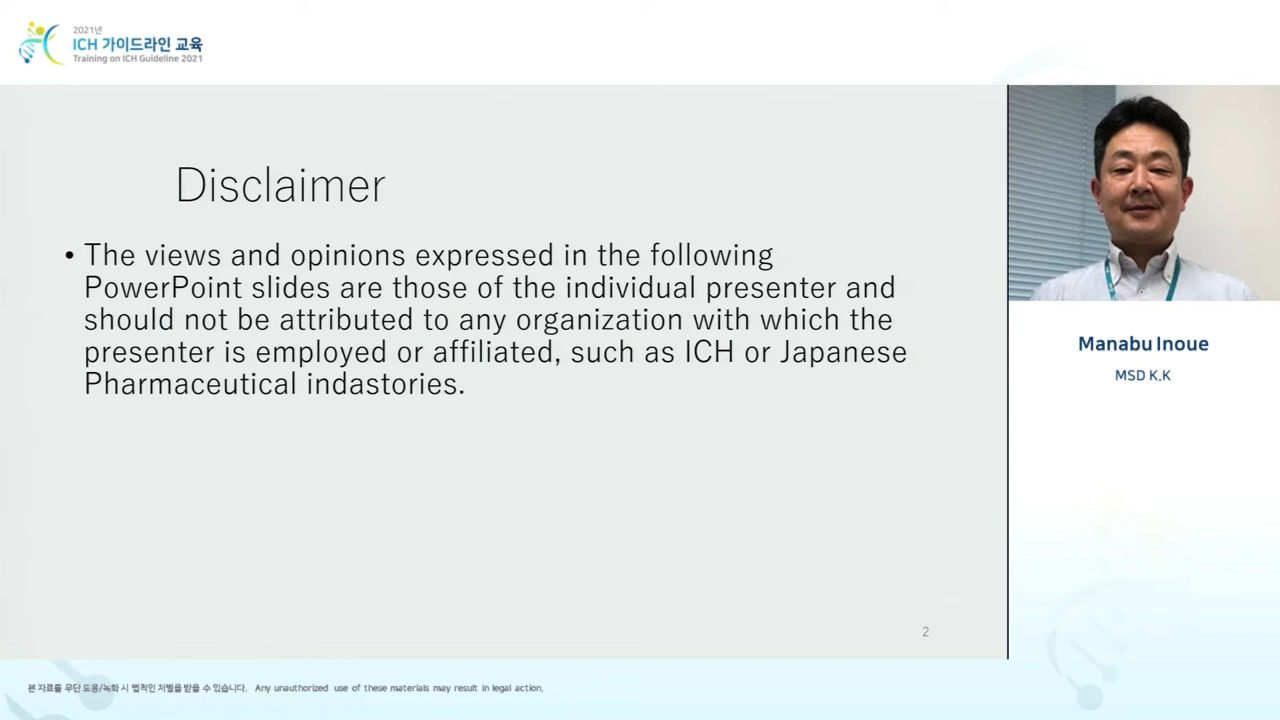 2021년
ICH 가이드라인 교육
Training on ICH Guideline 2021
Disclaimer
• The views and opinions expressed in the following
PowerPoint slides are those of the individual presenter and
should not be attributed to any organization with which the
presenter is employed or affiliated, such as ICH or Japanese
Pharmaceutical indastories.
Manabu Inoue
MSD K.K
2
본 자료를 무단 도용/녹화 시 법적인 처벌을 받을 수 있습니다. Any unauthorized use of these materials may result in legal action.